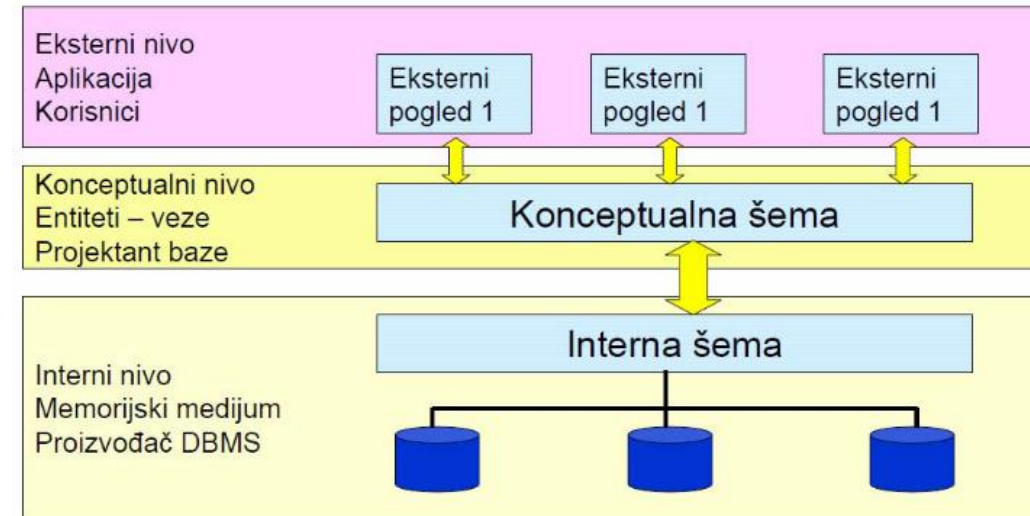 Eksterni nivo
Aplikacija
Korisnici
Eksterni
pogled 1
Eksterni
pogled 1
Eksterni
pogled 1
Konceptualni nivo
Entiteti – veze
Projektant baze
Konceptualna šema
Interna šema
Interni nivo
Memorijski medijum
Proizvođač DBMS